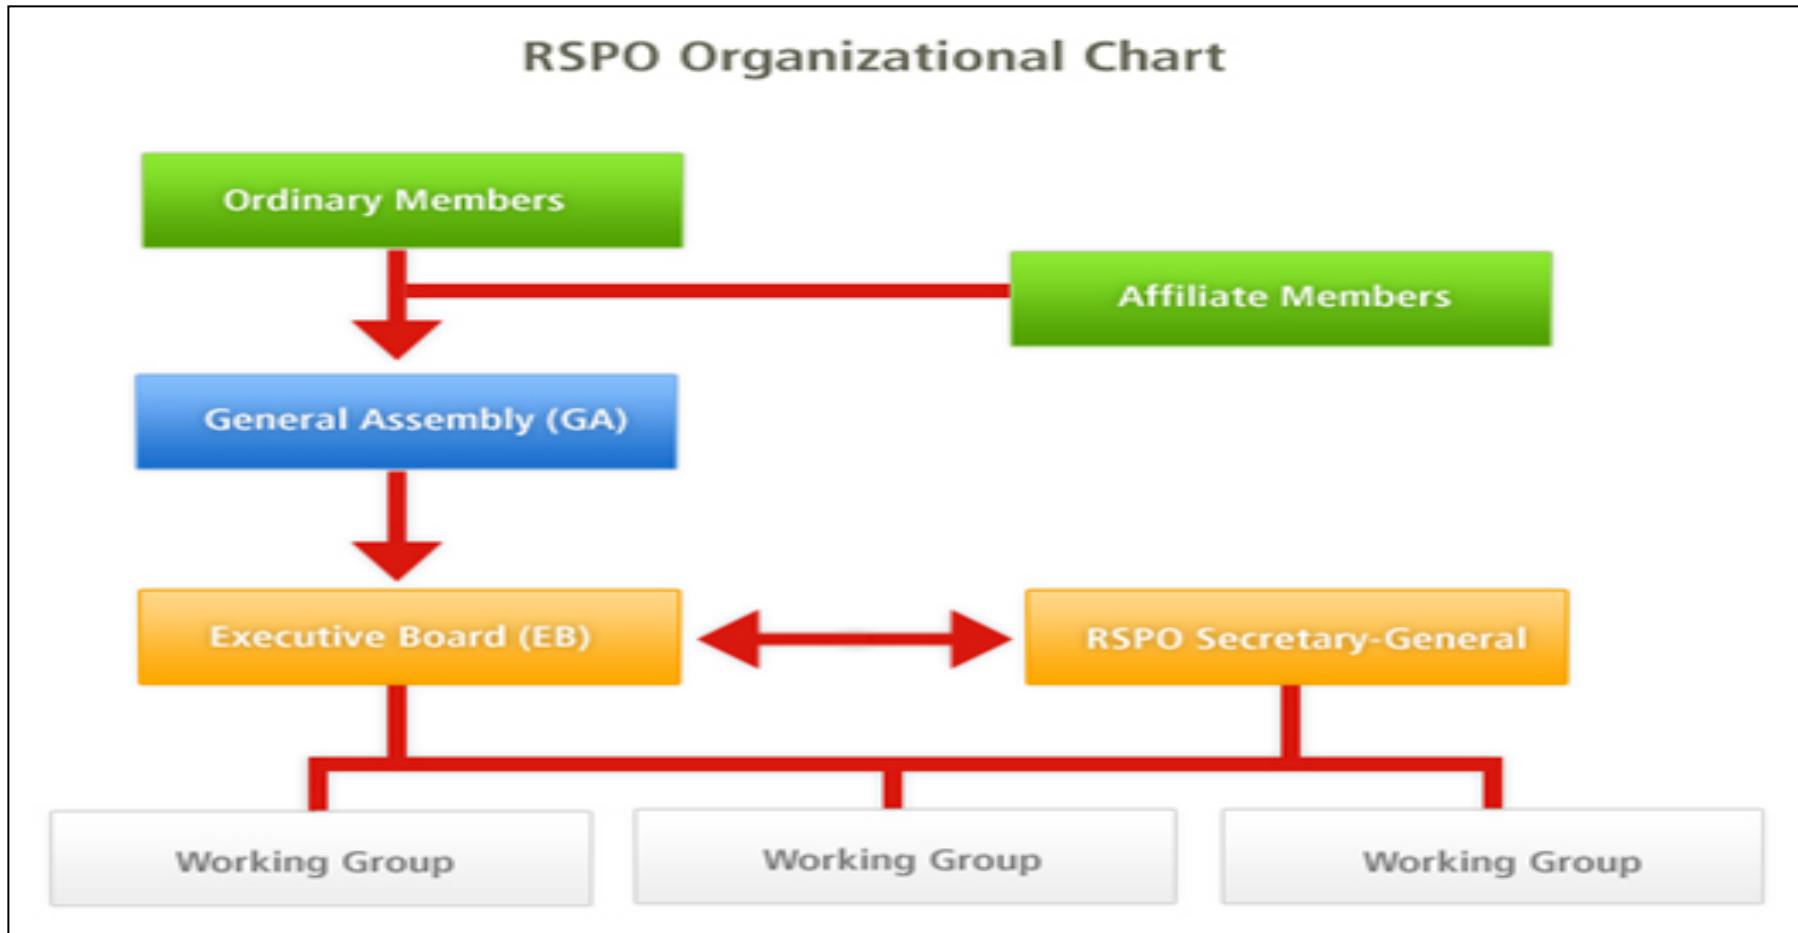 RSPO Organizational Chart
Ordinary Members
Affiliate Members
General Assembly (GA)
Executive Board (EB)
RSPO Secretary-General
Working Group
Working Group
Working Group